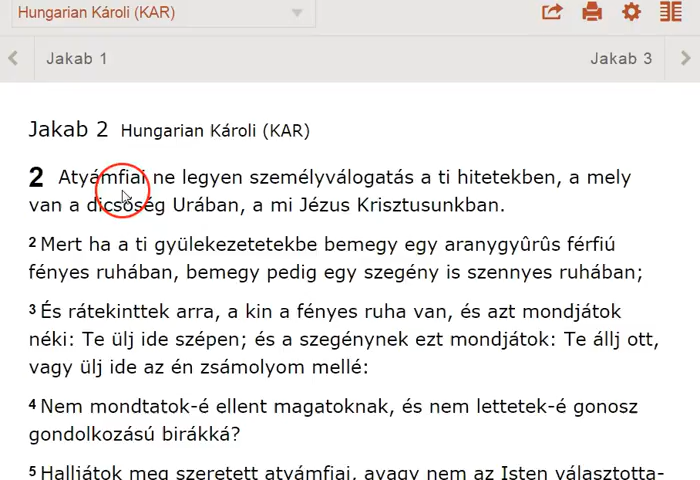 Hungarian Károli (KAR)
Jakab 1
Jakab 3
Jakab 2 Hungarian Károli (KAR)
2 Atyámfiai ne legyen személyválogatás a ti hitetekben, a mely
van a dicsőség Urában, a mi Jézus Krisztusunkban.
2 Mert ha a ti gyülekezetetekbe bemegy egy aranygyûrûs férfiú
fényes ruhában, bemegy pedig egy szegény is szennyes ruhában;
3 És rátekinttek arra, a kin a fényes ruha van, és azt mondjátok
néki: Te ülj ide szépen; és a szegénynek ezt mondjátok: Te állj ott,
vagy ülj ide az én zsámolyom mellé:
4 Nem mondtatok-é ellent magatoknak, és nem lettetek-é gonosz
gondolkozású birákká?
5 Halljátok meg szeretett atyámfiai, avagy nem az Isten választotta-